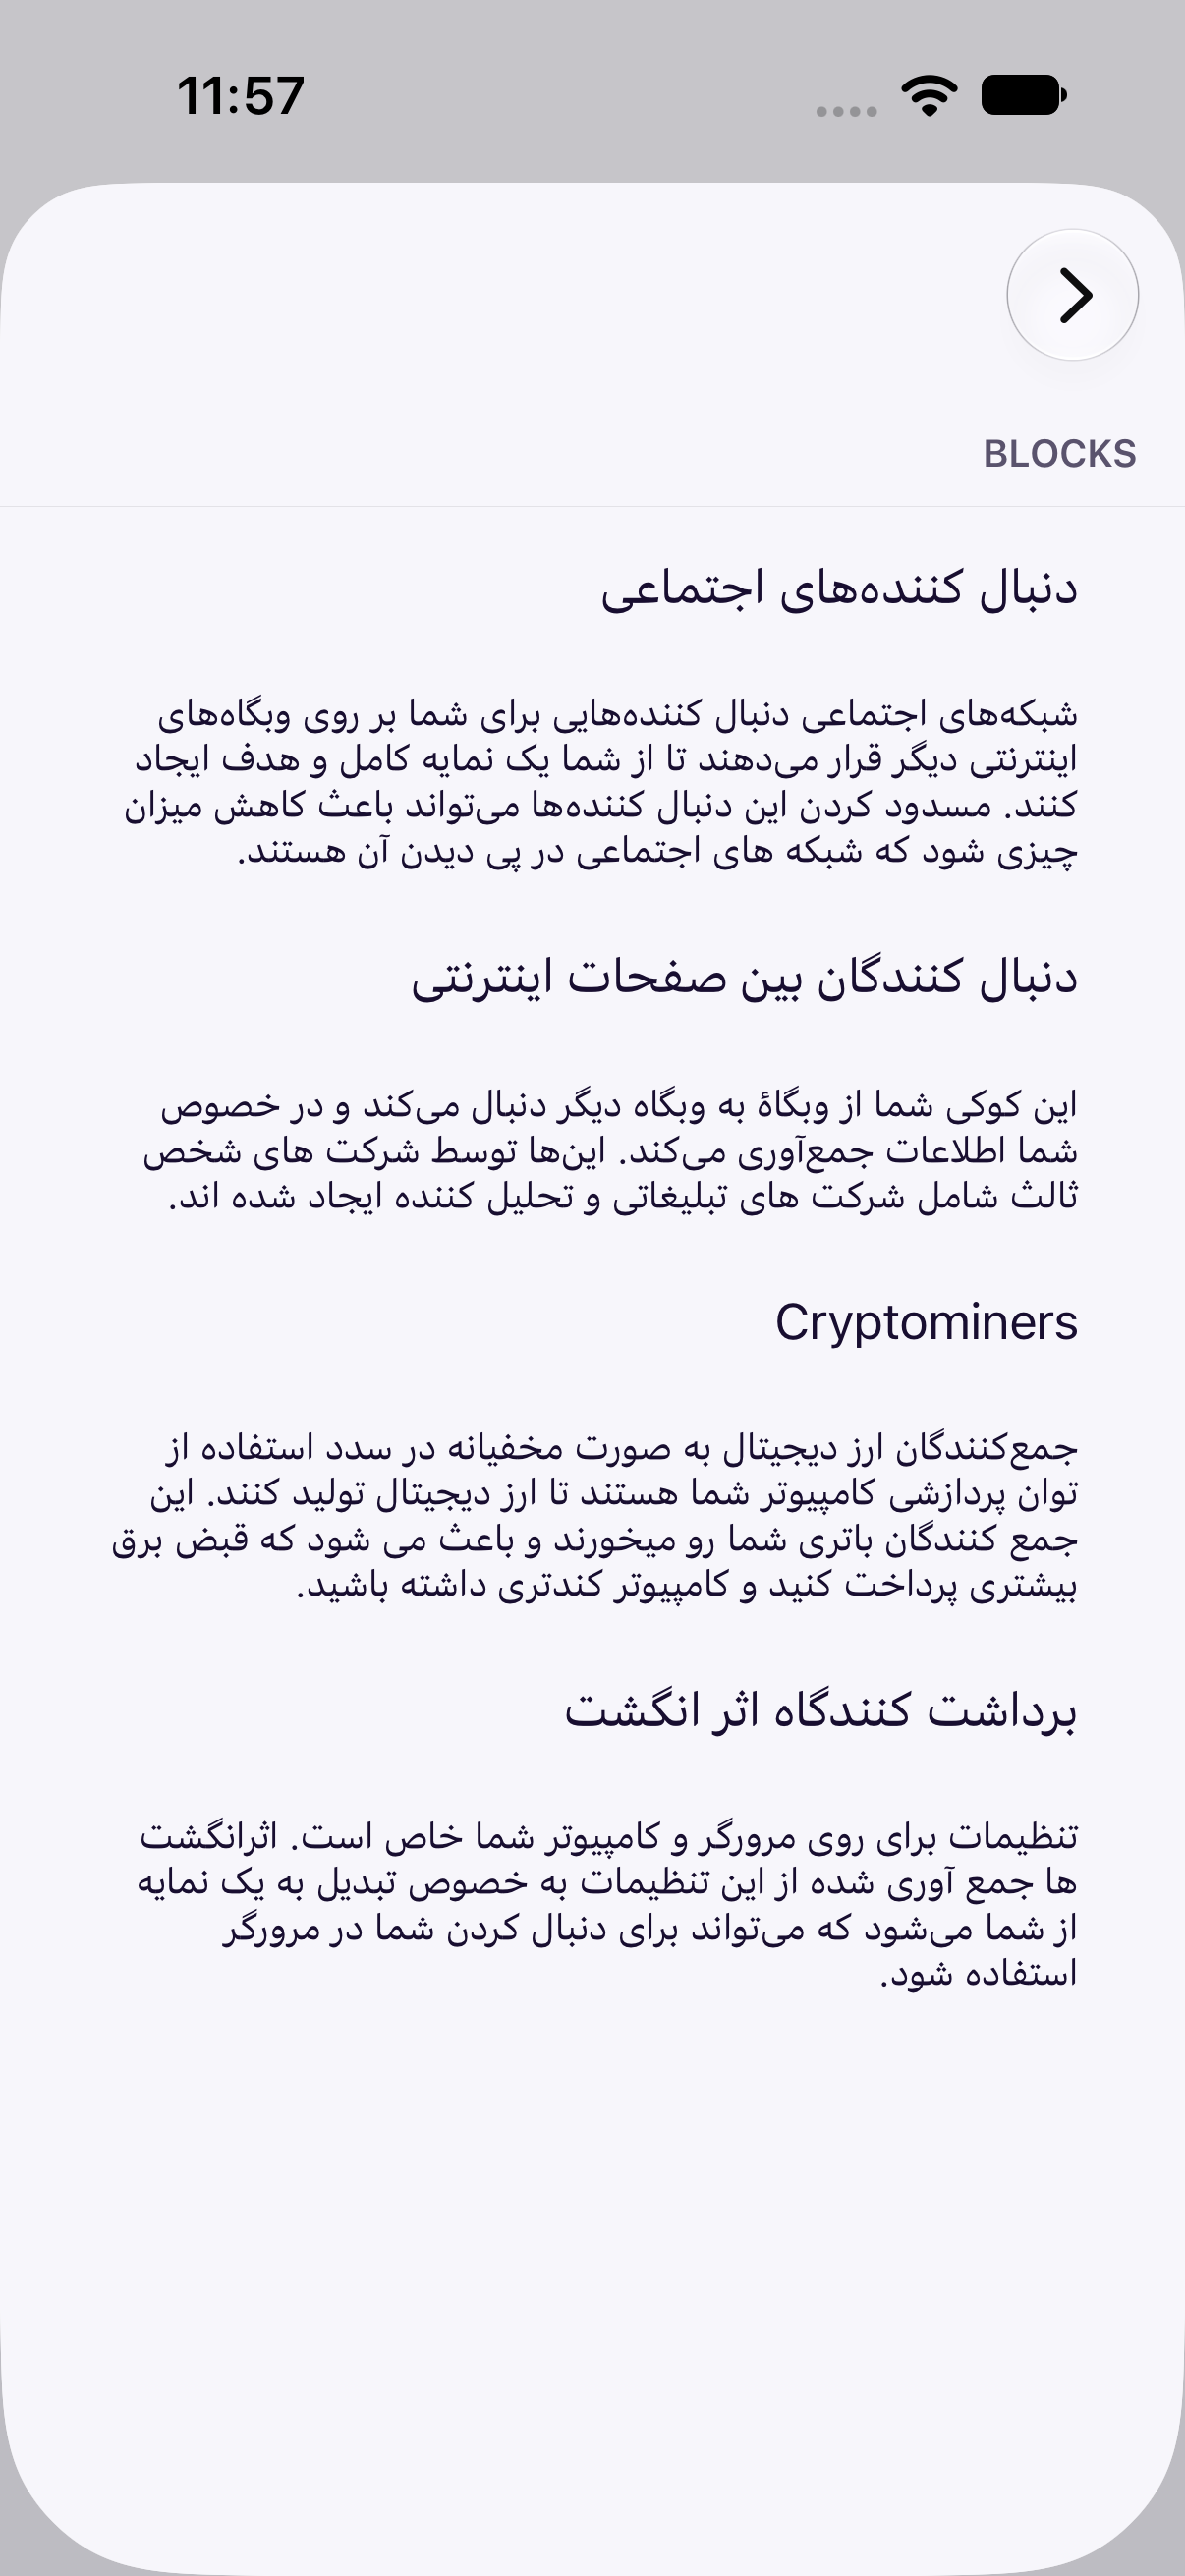 11:57
BLOCKS
دنبال کننده‌های اجتماعی
شبکه‌های اجتماعی دنبال کننده‌هایی برای شما بر روی وبگاه‌های
اینترنتی دیگر قرار می‌دهند تا از شما یک نمایه کامل و هدف ایجاد
کنند. مسدود کردن این دنبال کننده‌ها می‌تواند باعث کاهش میزان
چیزی شود که شبکه های اجتماعی در پی دیدن آن هستند.
دنبال کنندگان بین صفحات اینترنتی
این کوکی شما از وبگاهٔ به وبگاه دیگر دنبال می‌کند و در خصوص
شما اطلاعات جمع‌آوری می‌کند. این‌ها توسط شرکت های شخص
ثالث شامل شرکت های تبلیغاتی و تحلیل کننده ایجاد شده اند.
Cryptominers
جمع‌کنندگان ارز دیجیتال به صورت مخفیانه در سدد استفاده از
توان پردازشی کامپیوتر شما هستند تا ارز دیجیتال تولید کنند. این
جمع کنندگان باتری شما رو میخورند و باعث می شود که قبض برق
بیشتری پرداخت کنید و کامپیوتر کندتری داشته باشید.
برداشت کنندگاه اثر انگشت
تنظیمات برای روی مرورگر و کامپیوتر شما خاص است. اثرانگشت
ها جمع آوری شده از این تنظیمات به خصوص تبدیل به یک نمایه
از شما می‌شود که می‌تواند برای دنبال کردن شما در مرورگر
استفاده شود.